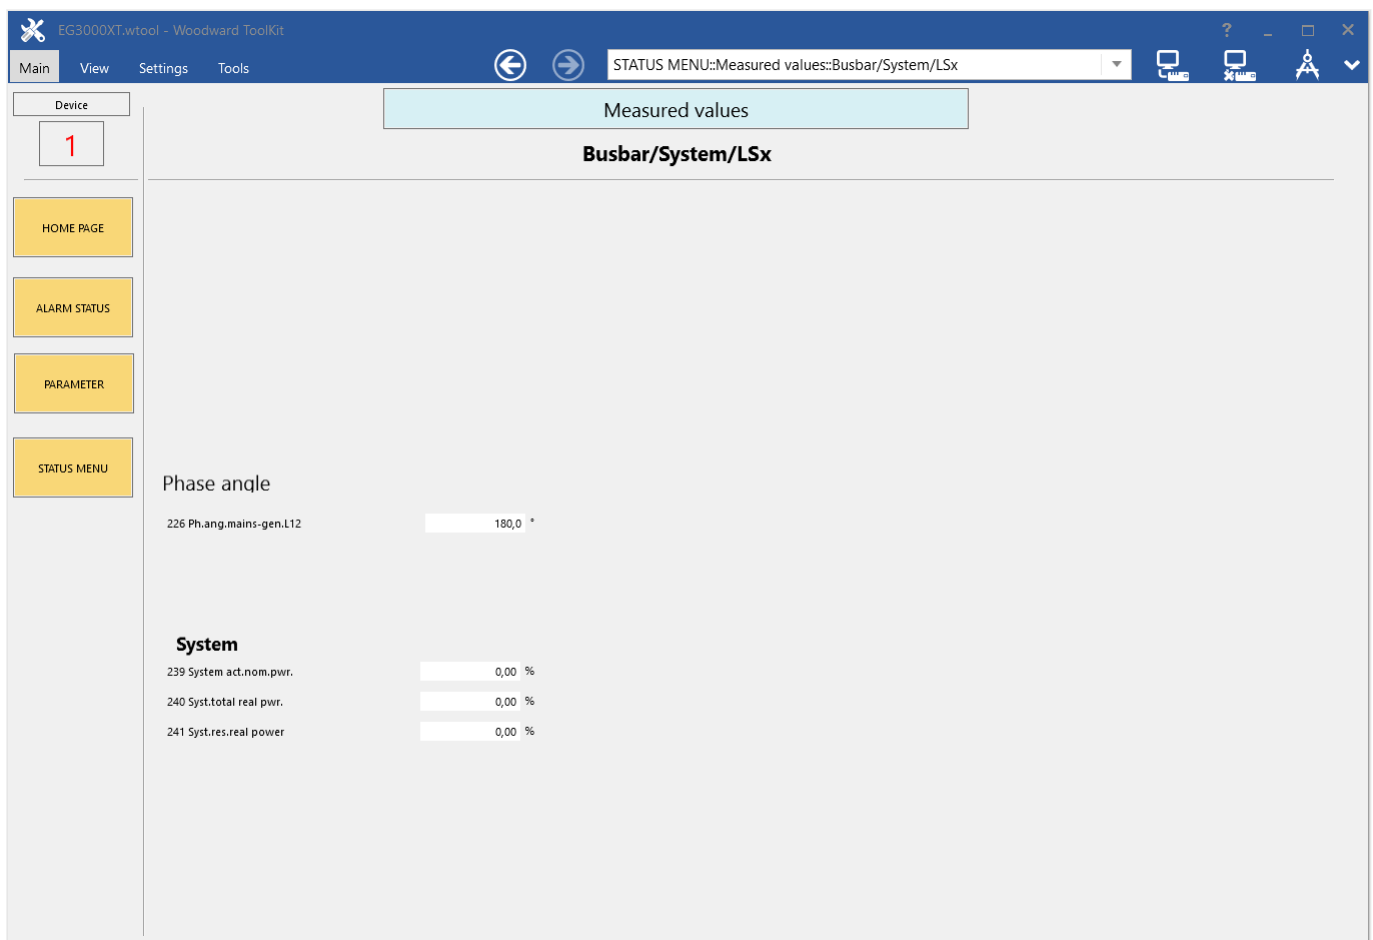 EG3000XT.wtool - Woodward ToolKit
?
Main View Settings Tools
STATUS MENU::Measured values::Busbar/System/LSx
Device
1
Measured values
Busbar/System/LSx
HOME PAGE
ALARM STATUS
PARAMETER
STATUS MENU
Phase angle
226 Ph.ang.mains-gen.L12 180,0 °
System
239 System act.nom.pwr. 0,00 %
240 Syst.total real pwr. 0,00 %
241 Syst.res.real power 0,00 %